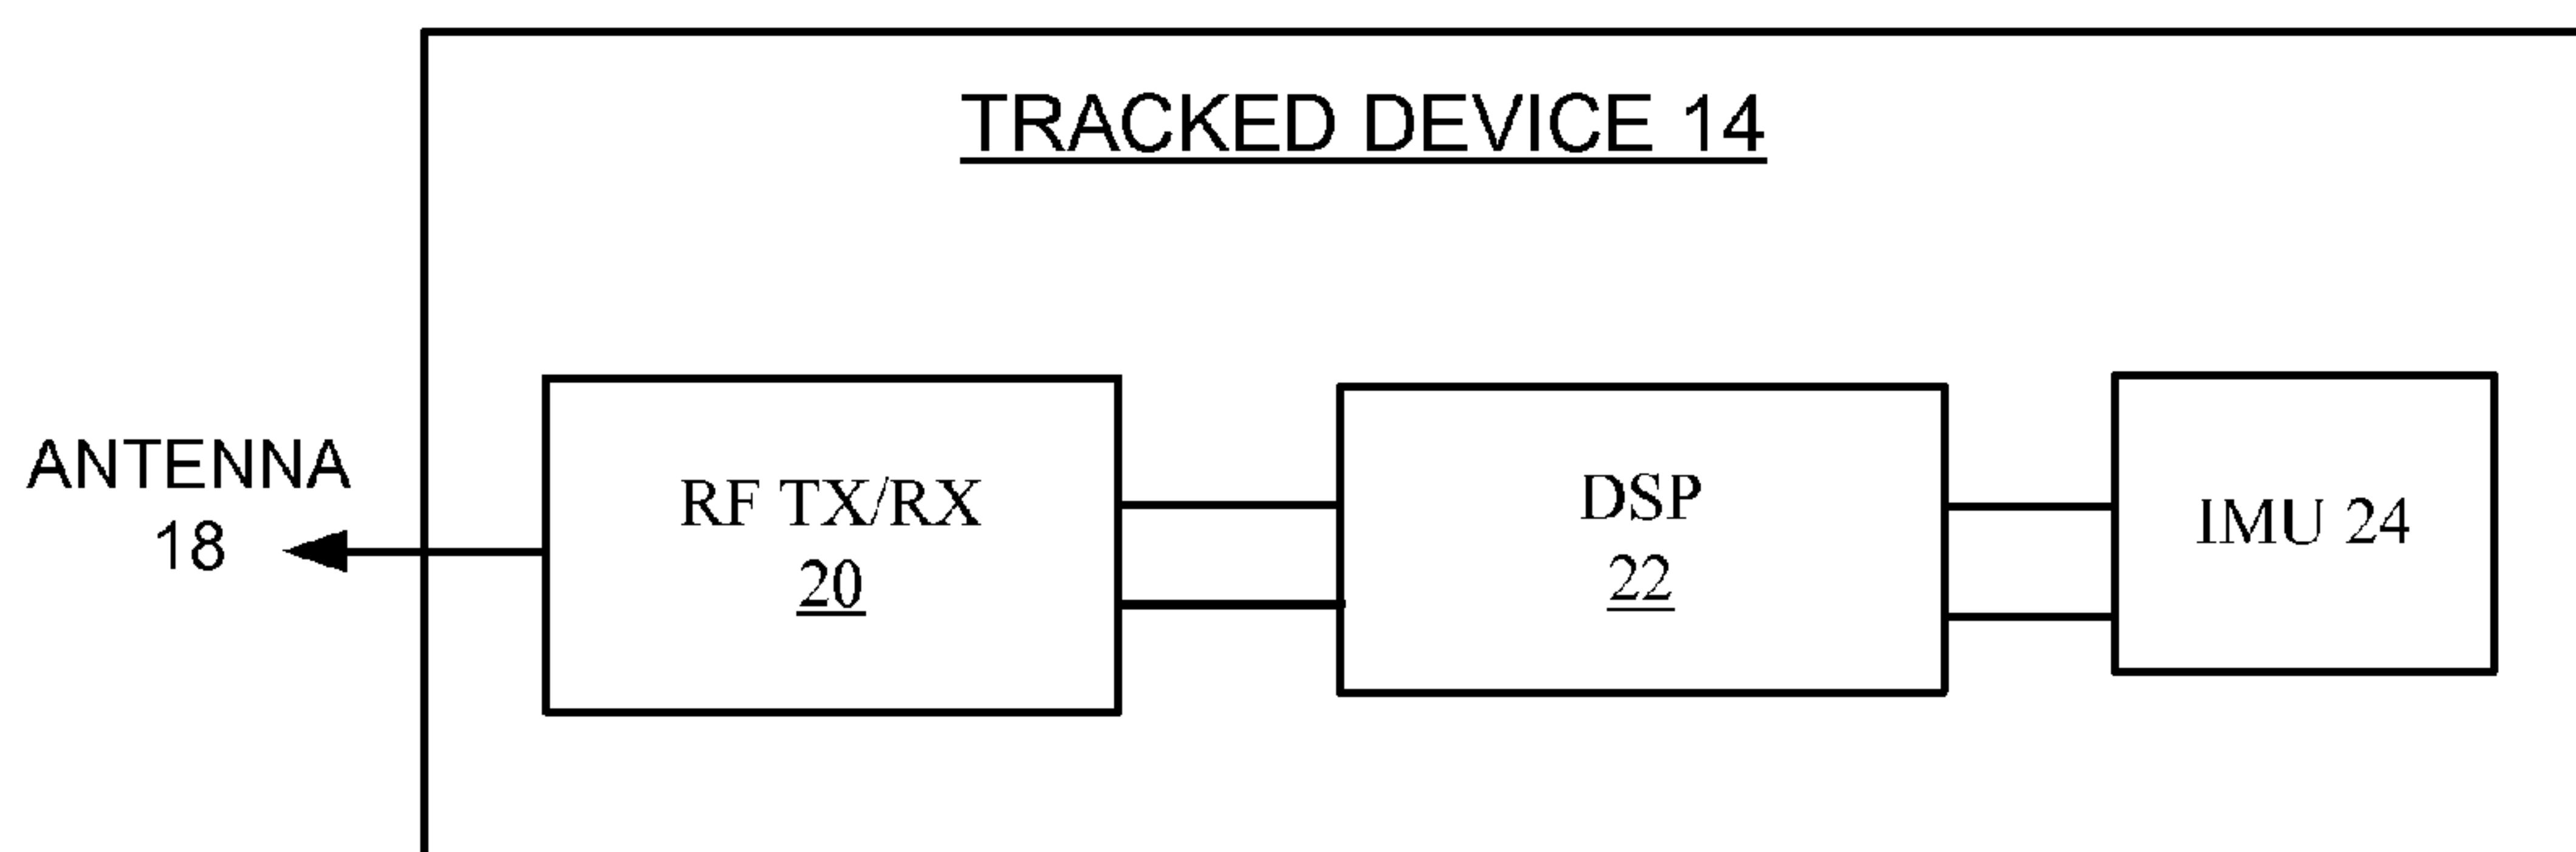 TRACKED DEVICE 14
ANTENNA
18
RF TX/RX
20
DSP
22
IMU 24